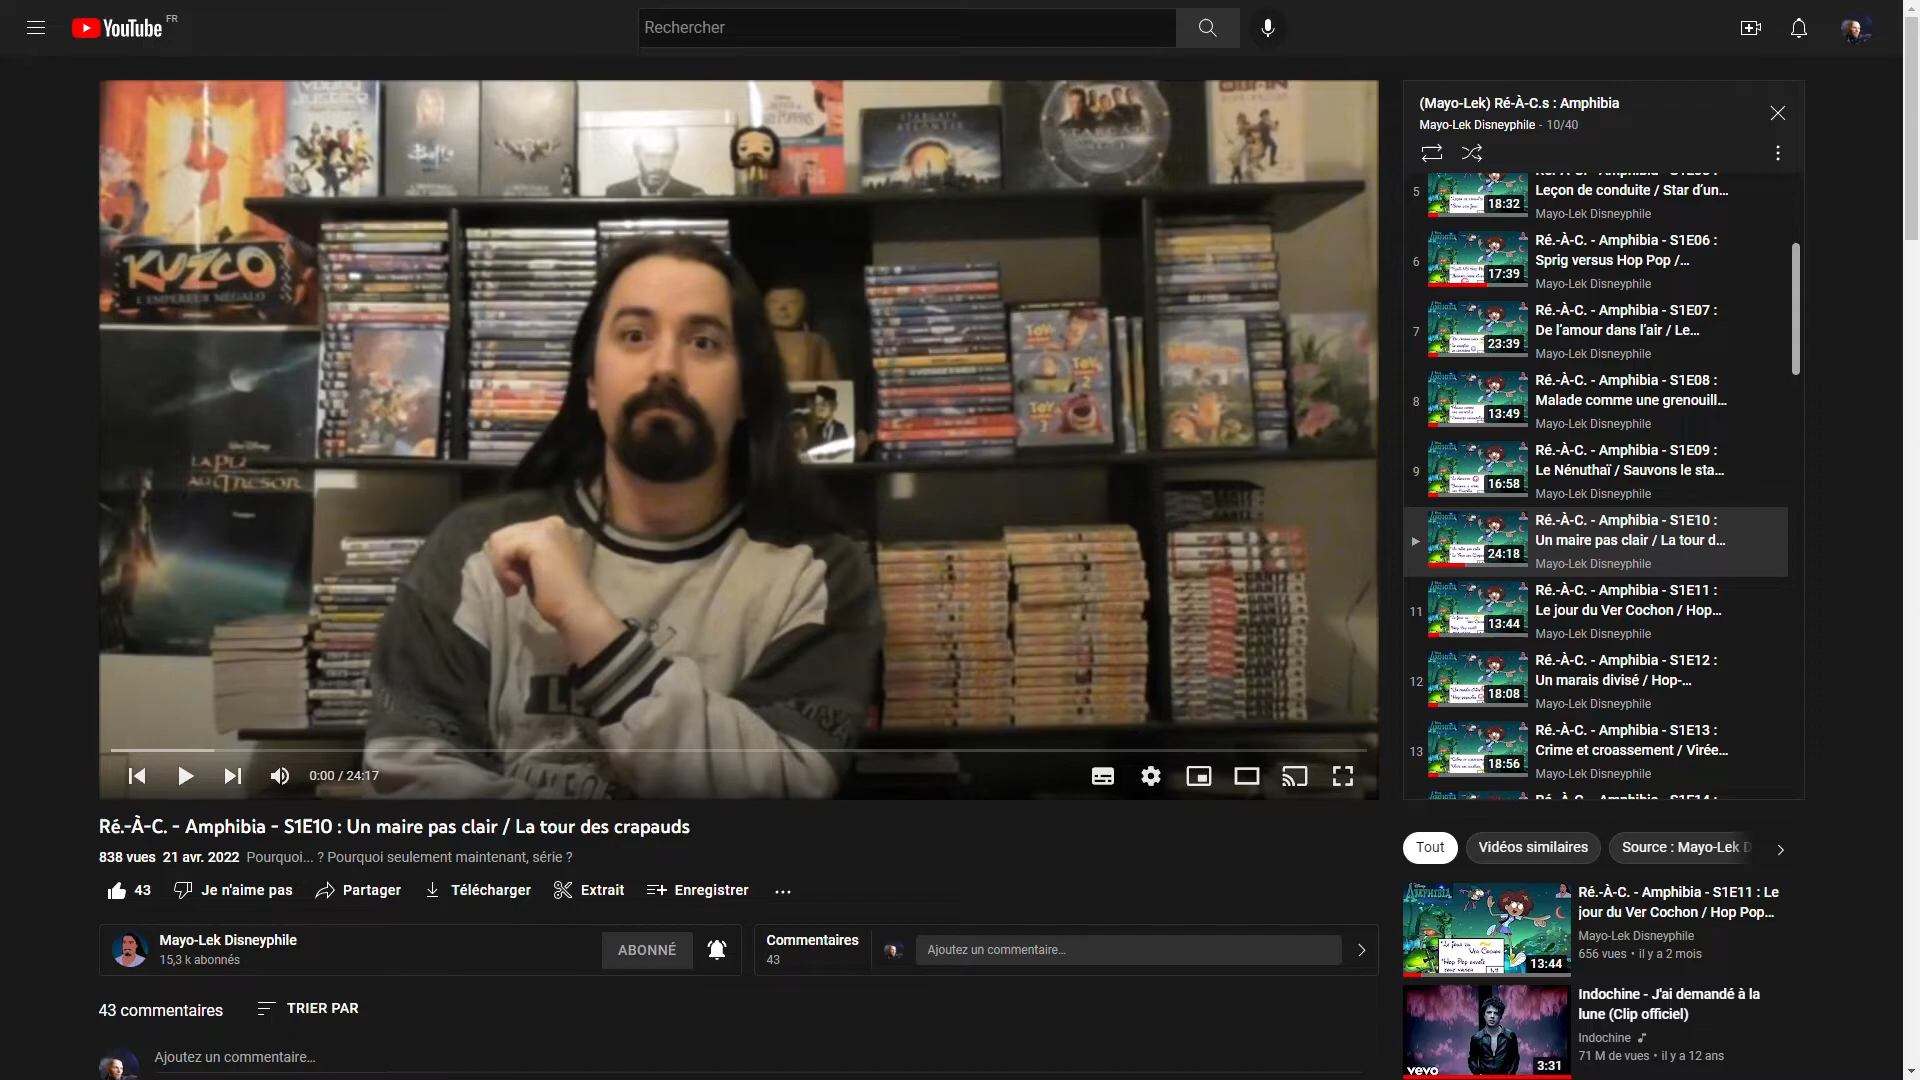 YouTube FR
Rechercher
KUZCO
L'EMPEREUR MÉGALO
Buffy
STARGATE
ATLANTIS
STARGATE
TOY
TOY
2
TOY
3
0:00 / 24:17
Ré.-À-C. - Amphibia - S1E10 : Un maire pas clair / La tour des crapauds
838 vues 21 avr. 2022 Pourquoi... ? Pourquoi seulement maintenant, série ?
43 Je n'aime pas Partager Télécharger Extrait Enregistrer ...
Mayo-Lek Disneyphile
15,3 k abonnés
ABONNÉ
Commentaires
43
Ajoutez un commentaire...
43 commentaires
TRIER PAR
Ajoutez un commentaire...
(Mayo-Lek) Ré-À-C.s : Amphibia
Mayo-Lek Disneyphile - 10/40
5
18:32
Leçon de conduite / Star d'un...
Mayo-Lek Disneyphile
6
17:39
Ré.-À-C. - Amphibia - S1E06 :
Sprig versus Hop Pop /...
Mayo-Lek Disneyphile
7
23:39
Ré.-À-C. - Amphibia - S1E07 :
De l'amour dans l'air / Le...
Mayo-Lek Disneyphile
8
13:49
Ré.-À-C. - Amphibia - S1E08 :
Malade comme une grenouill...
Mayo-Lek Disneyphile
9
16:58
Ré.-À-C. - Amphibia - S1E09 :
Le Nénuthaï / Sauvons le sta...
Mayo-Lek Disneyphile
24:18
Ré.-À-C. - Amphibia - S1E10 :
Un maire pas clair / La tour d...
Mayo-Lek Disneyphile
11
13:44
Ré.-À-C. - Amphibia - S1E11 :
Le jour du Ver Cochon / Hop...
Mayo-Lek Disneyphile
12
18:08
Ré.-À-C. - Amphibia - S1E12 :
Un marais divisé / Hop-...
Mayo-Lek Disneyphile
13
18:56
Ré.-À-C. - Amphibia - S1E13 :
Crime et croassement / Virée...
Mayo-Lek Disneyphile
Tout
Vidéos similaires
Source : Mayo-Lek D
AMPHIBIA
13:44
Ré.-À-C. - Amphibia - S1E11 : Le
jour du Ver Cochon / Hop Pop...
Mayo-Lek Disneyphile
656 vues • il y a 2 mois
vevo
3:31
Indochine - J'ai demandé à la
lune (Clip officiel)
Indochine
71 M de vues • il y a 12 ans